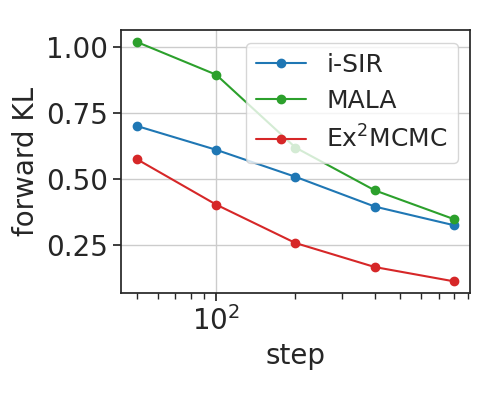 forward KL
1.00
0.75
0.50
0.25
i-SIR
MALA
Ex²MCMC
10²
step